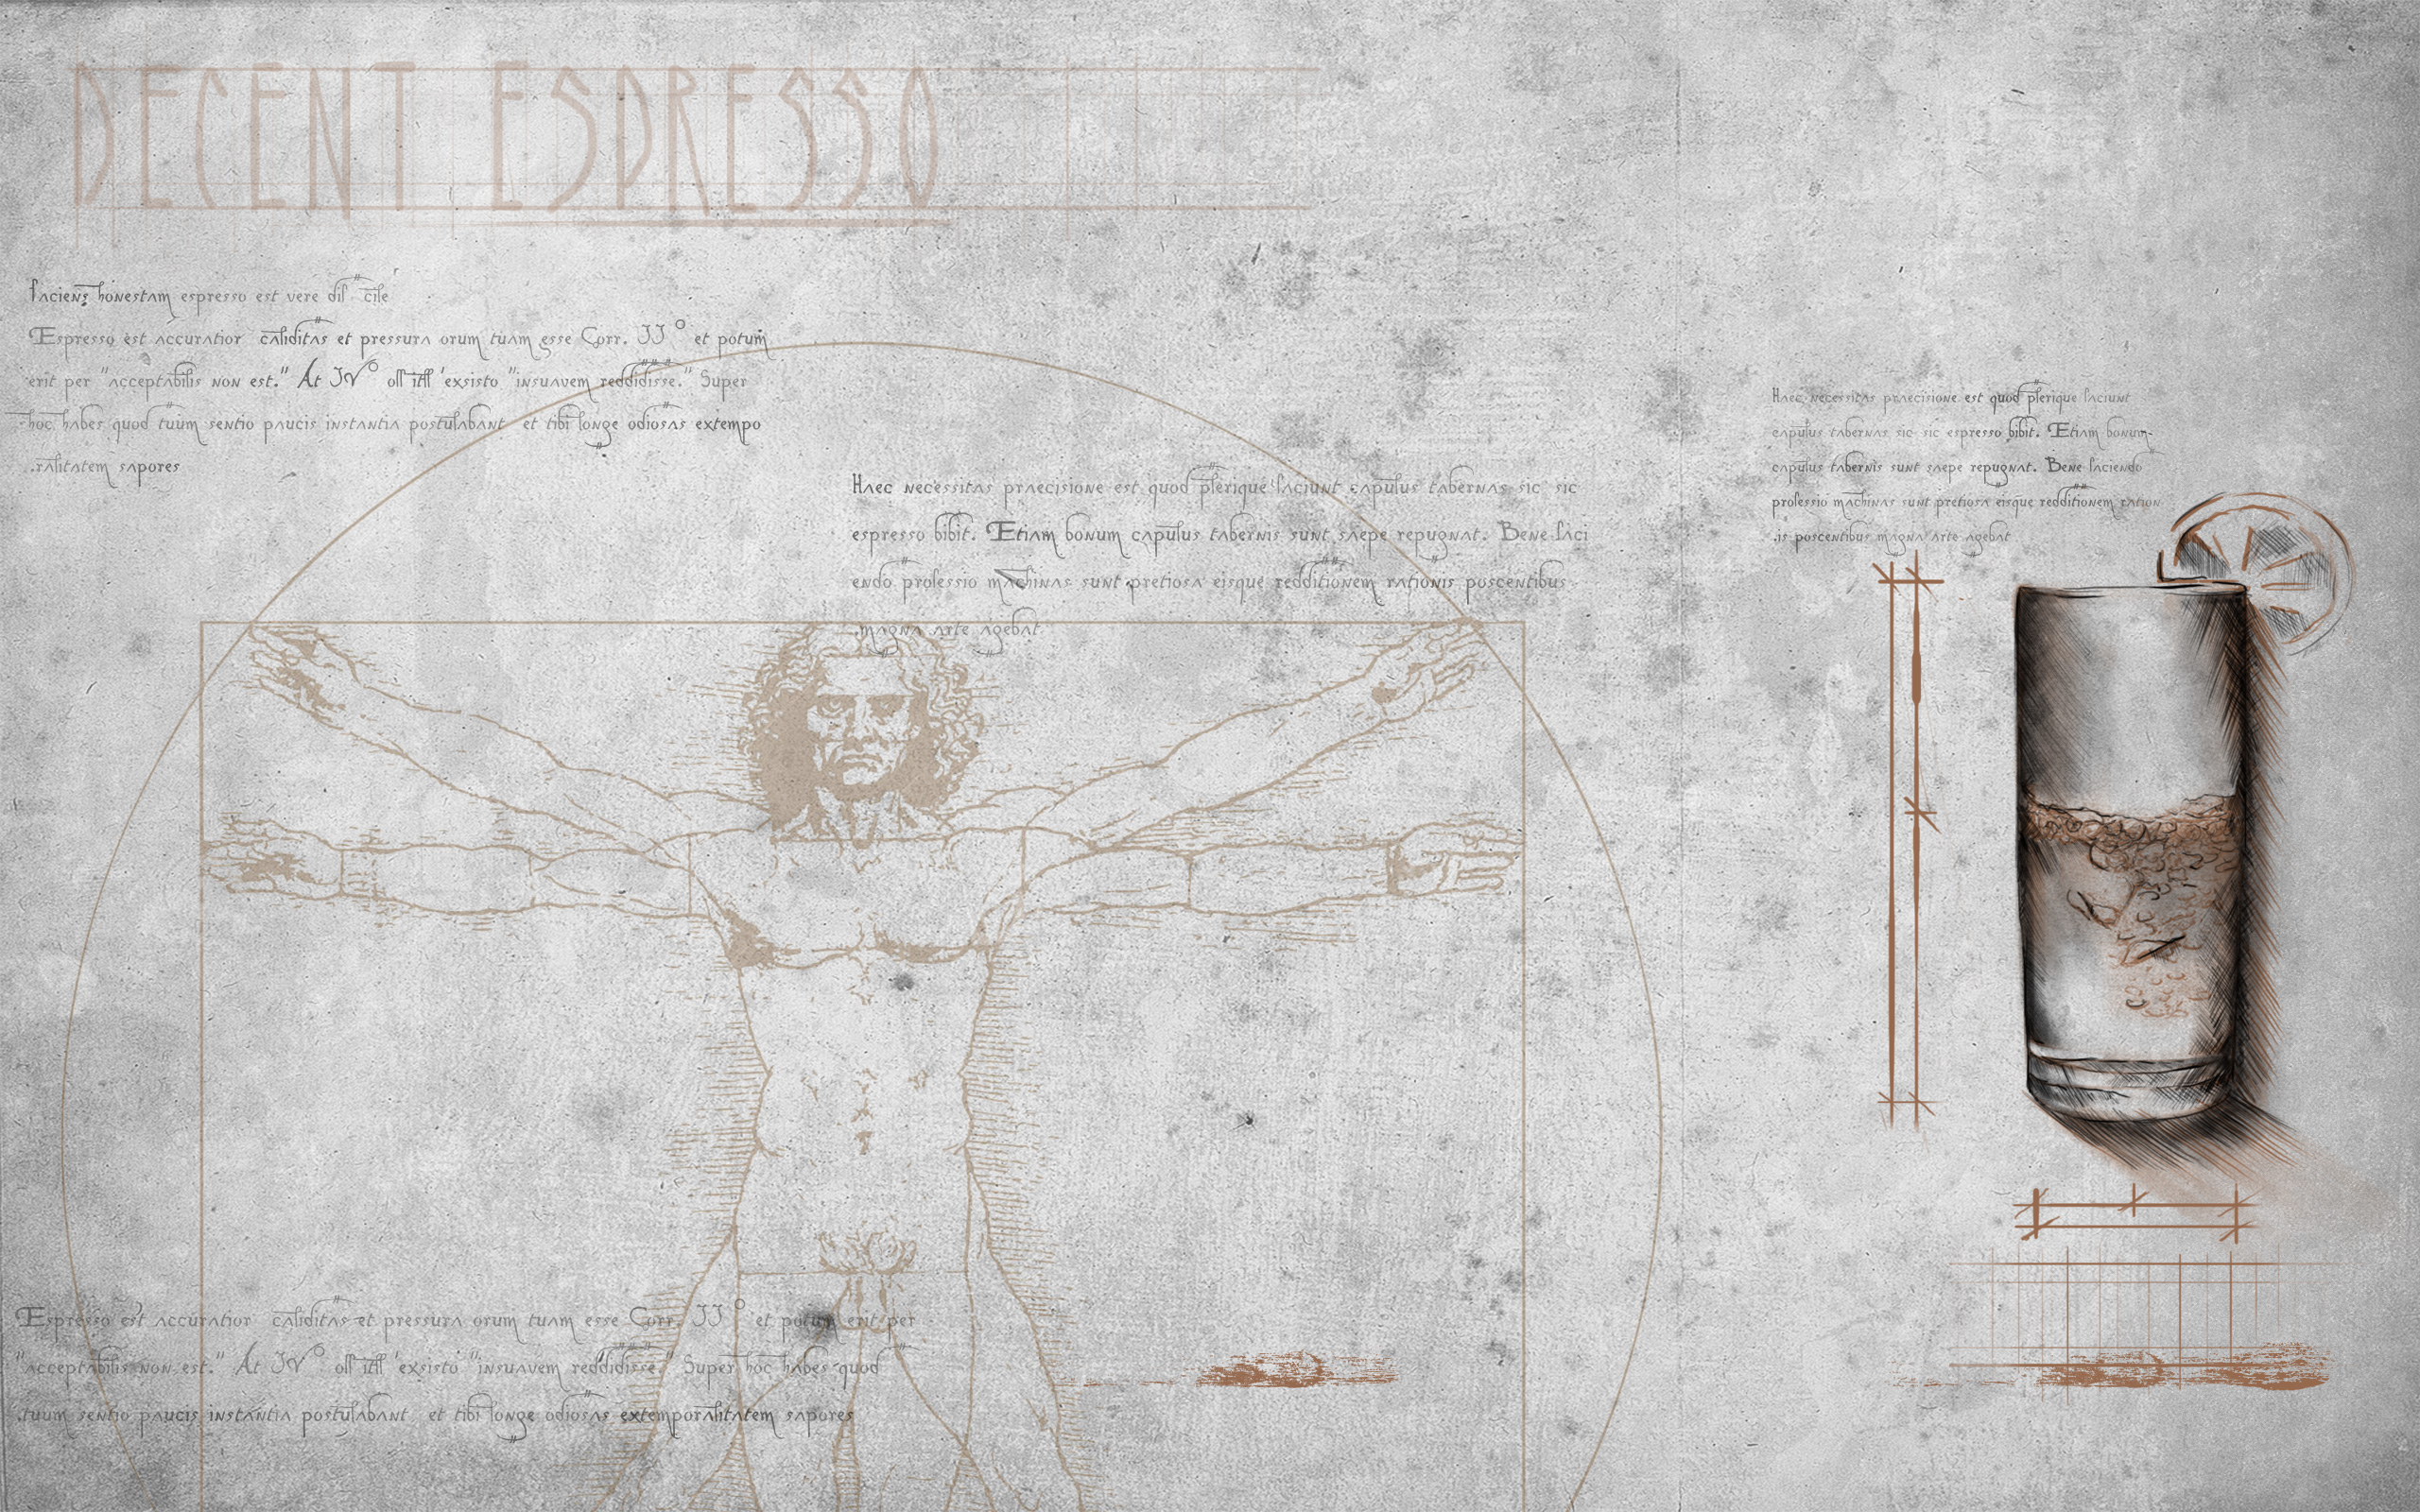 DECENT ESPRESSO
faciens honestam espresso est vere dif cile
Espresso est accuratior caliditas et pressura orum tuam esse Corr. II° et potum
erit per "acceptabilis non est." At IV° olf itfl 'exsisto "insuavem reddidisse." Super
hoc habes quod tuum sentio paucis instantia postulabant et tibi longe odiosas extempo
.ralitatem sapores
Haec necessitas praecisione est quod plerique faciunt capulus tabernas sic sic
espresso bibit. Etiam bonum capulus tabernis sunt saepe repugnat. Bene faci
endo professio machinas sunt pretiosa eisque redditionem rationis poscentibus
.magna arte agebat
Haec necessitas praecisione est quod plerique faciunt
capulus tabernas sic sic espresso bibit. Etiam bonum
capulus tabernis sunt saepe repugnat. Bene faciendo
professio machinas sunt pretiosa eisque redditionem ration
.is poscentibus magna arte agebat
Espresso est accuratior caliditas et pressura orum tuam esse Corr. II° et potum erit per
"acceptabilis non est." At IV° olf itfl 'exsisto "insuavem reddidisse." Super hoc habes quod
.tuum sentio paucis instantia postulabant et tibi longe odiosas extemporalitatem sapores